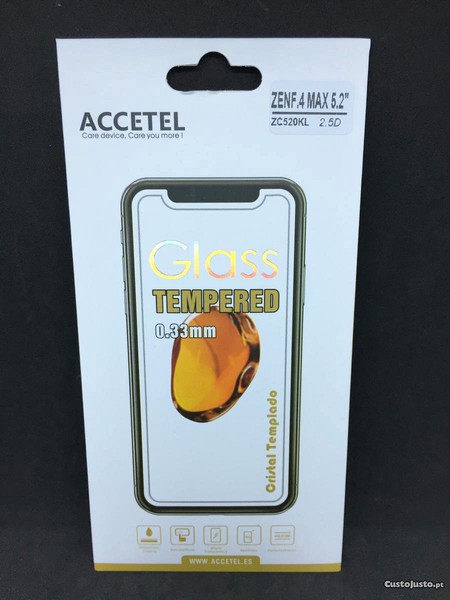 ACCETEL
Care device, Care you more !
ZENF.4 MAX 5.2"
ZC520KL 2.5D
Glass
TEMPERED
0.33mm
Cristal Templado
WWW.ACCETEL.ES
CustoJusto.pt